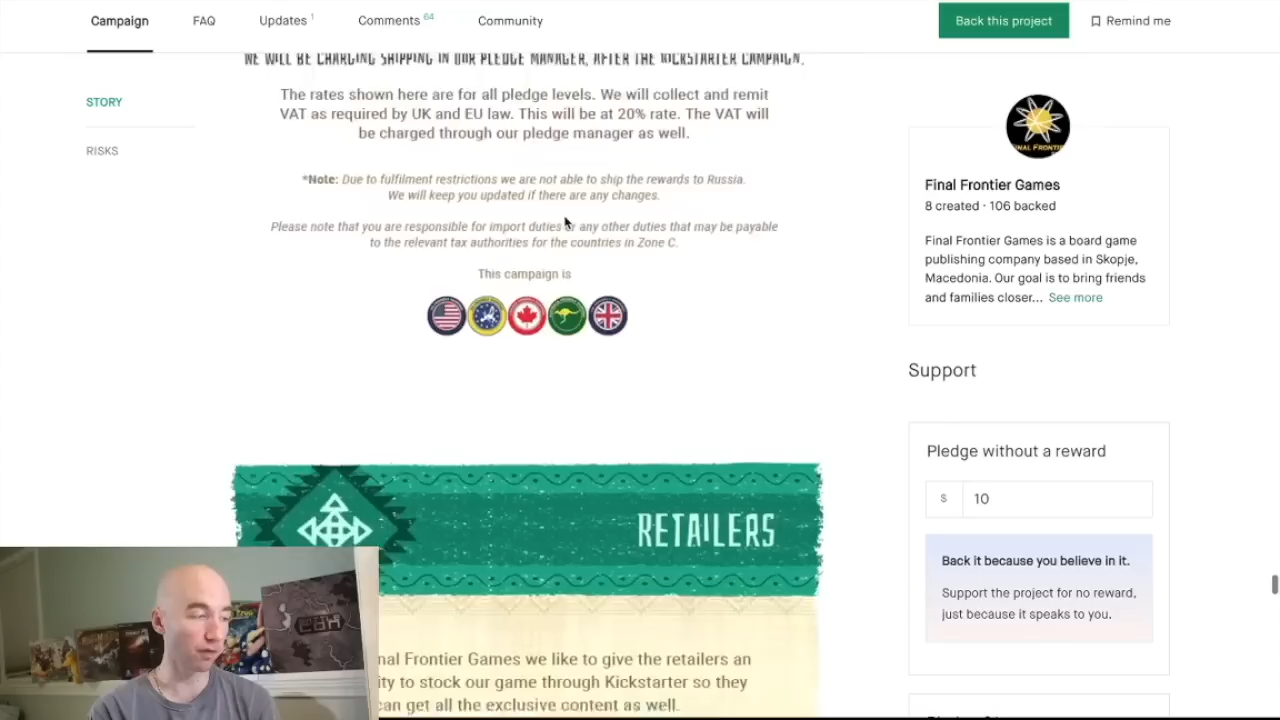 Campaign
FAQ
Updates 1
Comments 64
Community
Back this project
Remind me
WE WILL BE CHARGING SHIPPING IN OUR PLEDGE MANAGER, AFTER THE KICKSTARTER CAMPAIGN.
The rates shown here are for all pledge levels. We will collect and remit
VAT as required by UK and EU law. This will be at 20% rate. The VAT will
be charged through our pledge manager as well.
*Note: Due to fulfilment restrictions we are not able to ship the rewards to Russia.
We will keep you updated if there are any changes.
Please note that you are responsible for import duties or any other duties that may be payable
to the relevant tax authorities for the countries in Zone C.
This campaign is
STORY
RISKS
RETAILERS
nal Frontier Games we like to give the retailers an
ity to stock our game through Kickstarter so they
can get all the exclusive content as well.
INAL FRONTIE
Final Frontier Games
8 created · 106 backed
Final Frontier Games is a board game
publishing company based in Skopje,
Macedonia. Our goal is to bring friends
and families closer... See more
Support
Pledge without a reward
$ 10
Back it because you believe in it.
Support the project for no reward,
just because it speaks to you.